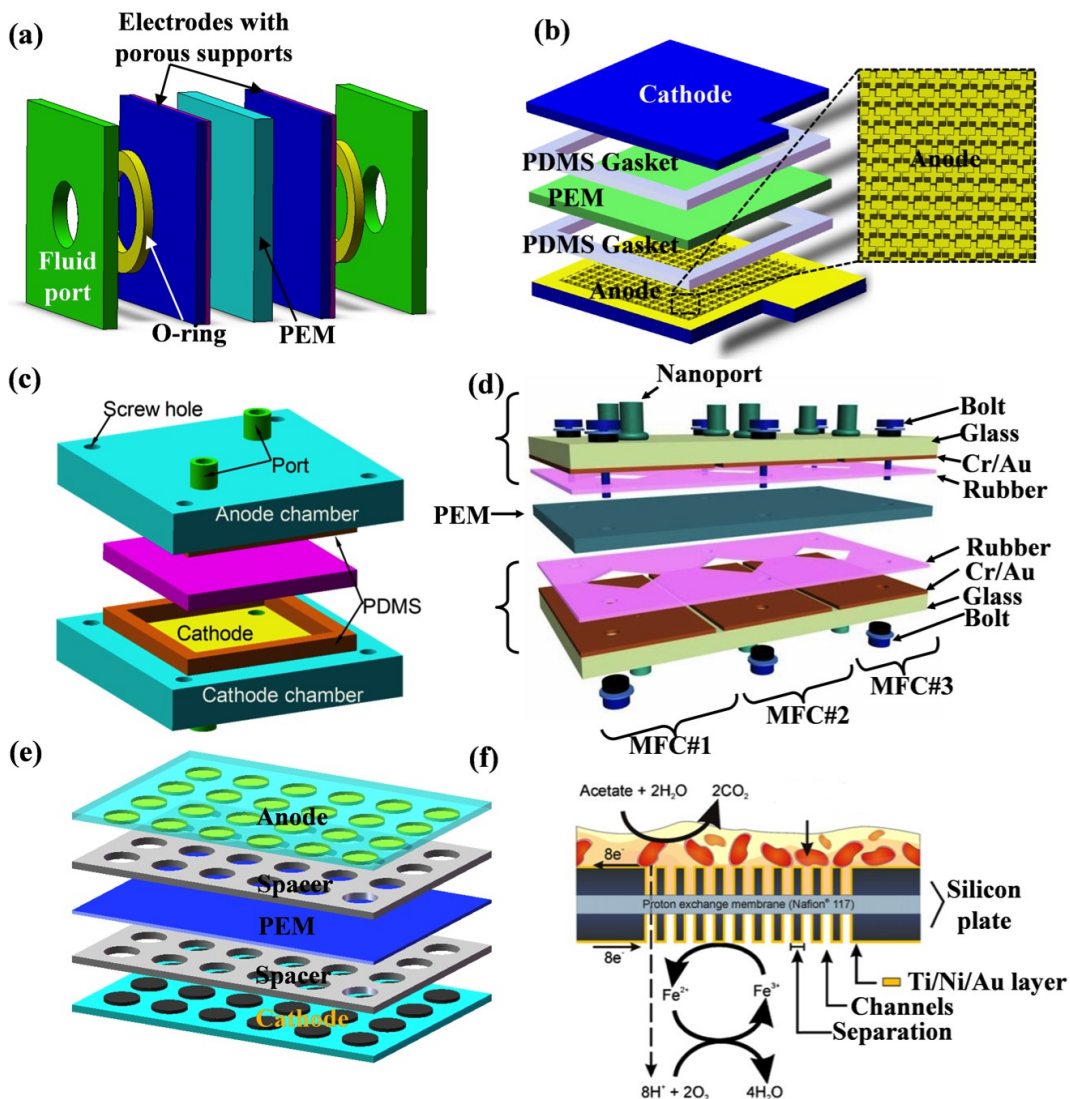 (a)
Electrodes with
porous supports
Fluid
port
O-ring
PEM
(b)
Cathode
PDMS Gasket
PEM
PDMS Gasket
Anode
Anode
(c)
Screw hole
Port
Anode chamber
PDMS
Cathode
Cathode chamber
(d)
Nanoport
Bolt
Glass
Cr/Au
Rubber
PEM
Rubber
Cr/Au
Glass
Bolt
MFC#3
MFC#2
MFC#1
(e)
Anode
Spacer
PEM
Spacer
Cathode
(f)
Acetate + 2H₂O
2CO₂
8e⁻
Proton exchange membrane (Nafion® 117)
Silicon
plate
8e⁻
Ti/Ni/Au layer
Fe²⁺
Fe³⁺
Channels
Separation
8H⁺ + 2O₂
4H₂O